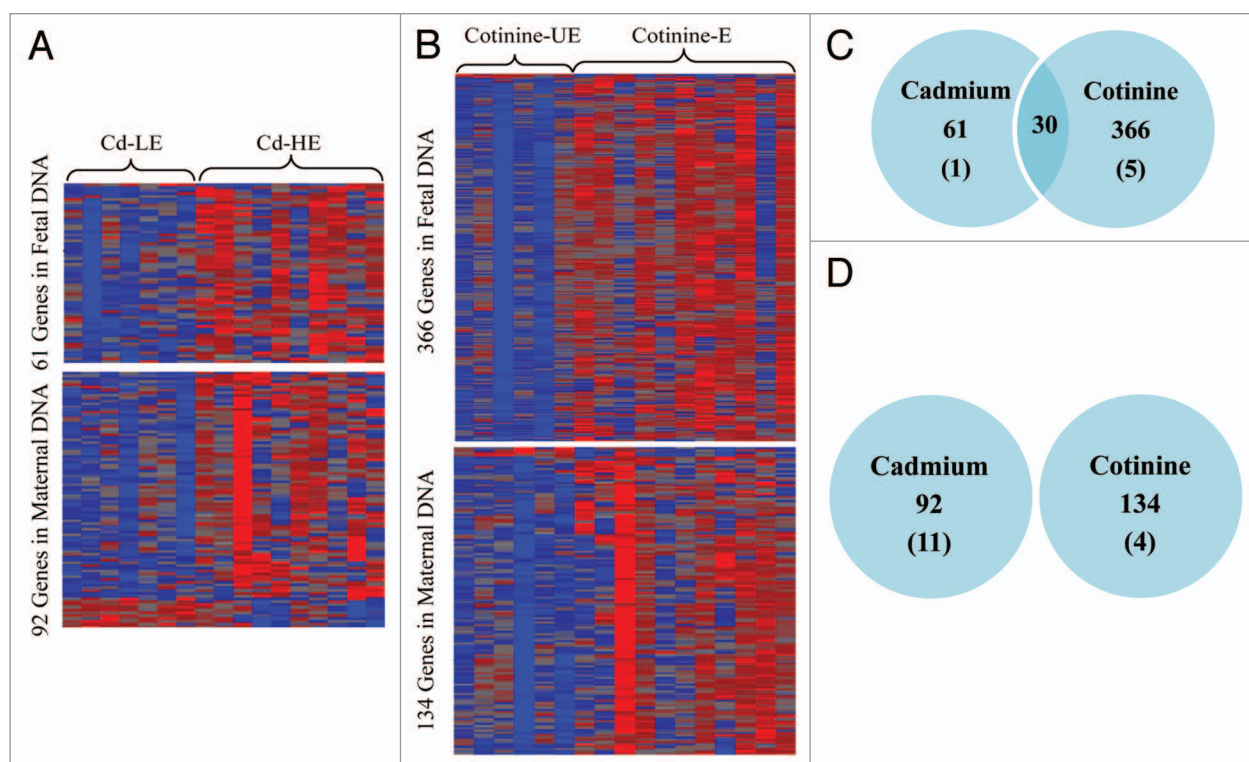 A
Cd-LE
Cd-HE
61 Genes in Fetal DNA
92 Genes in Maternal DNA
B
Cotinine-UE
Cotinine-E
366 Genes in Fetal DNA
134 Genes in Maternal DNA
C
Cadmium
61
(1)
30
Cotinine
366
(5)
D
Cadmium
92
(11)
Cotinine
134
(4)